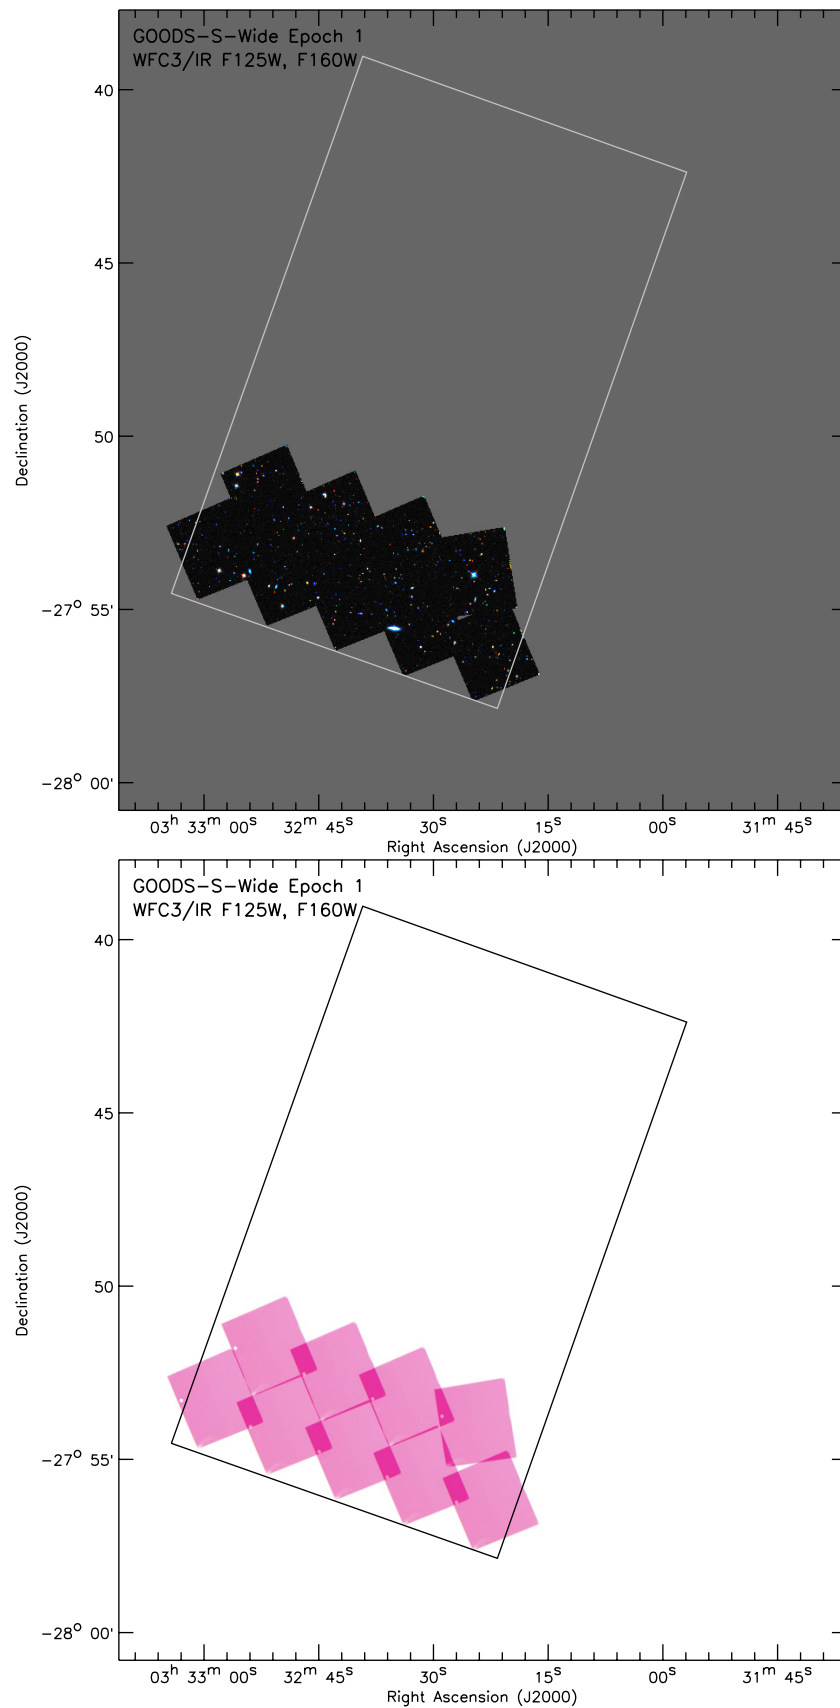 GOODS-S-Wide Epoch 1
WFC3/IR F125W, F160W
40
45
50
-27° 55'
-28° 00'
Declination (J2000)
03h 33m 00s 32m 45s 30s 15s 00s 31m 45s
Right Ascension (J2000)
GOODS-S-Wide Epoch 1
WFC3/IR F125W, F160W
40
45
50
-27° 55'
-28° 00'
Declination (J2000)
03h 33m 00s 32m 45s 30s 15s 00s 31m 45s
Right Ascension (J2000)